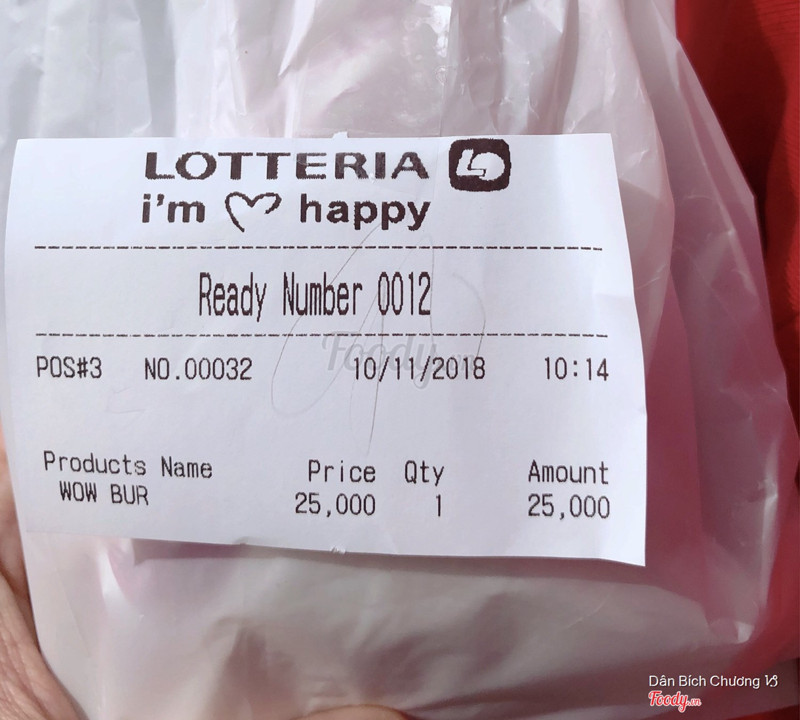 LOTTERIA
i'm happy
Ready Number 0012
Foody.vn
POS#3 NO.00032 10/11/2018 10:14
Products Name Price Qty Amount
WOW BUR 25,000 1 25,000
Dân Bích Chương
Foody.vn